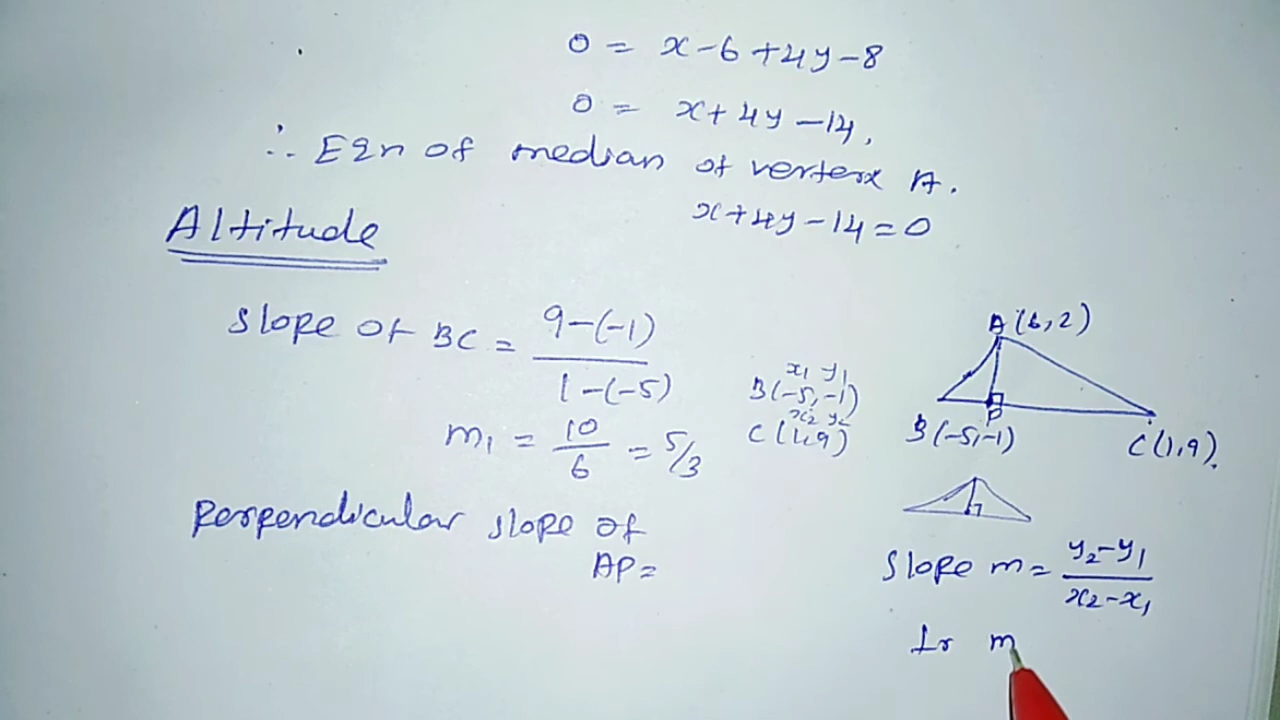 0 = x-6+4y-8
0 = x+4y-14,
∴ Eqn of median of vertex A.
x+4y-14=0
Altitude
Slope of BC = 9-(-1) / 1-(-5)
m₁ = 10/6 = 5/3
x₁ y₁
B(-5,-1)
x₂ y₂
C(1,9)
A(6,2)
P
B(-5,-1)
C(1,9).
Perpendicular slope of
AP=
Slope m = y₂-y₁ / x₂-x₁
⊥r m